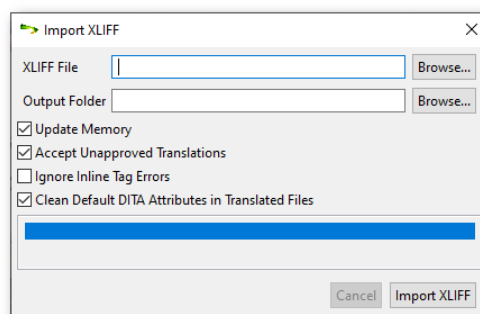 Import XLIFF
XLIFF File
Browse...
Output Folder
Browse...
Update Memory
Accept Unapproved Translations
Ignore Inline Tag Errors
Clean Default DITA Attributes in Translated Files
Cancel
Import XLIFF